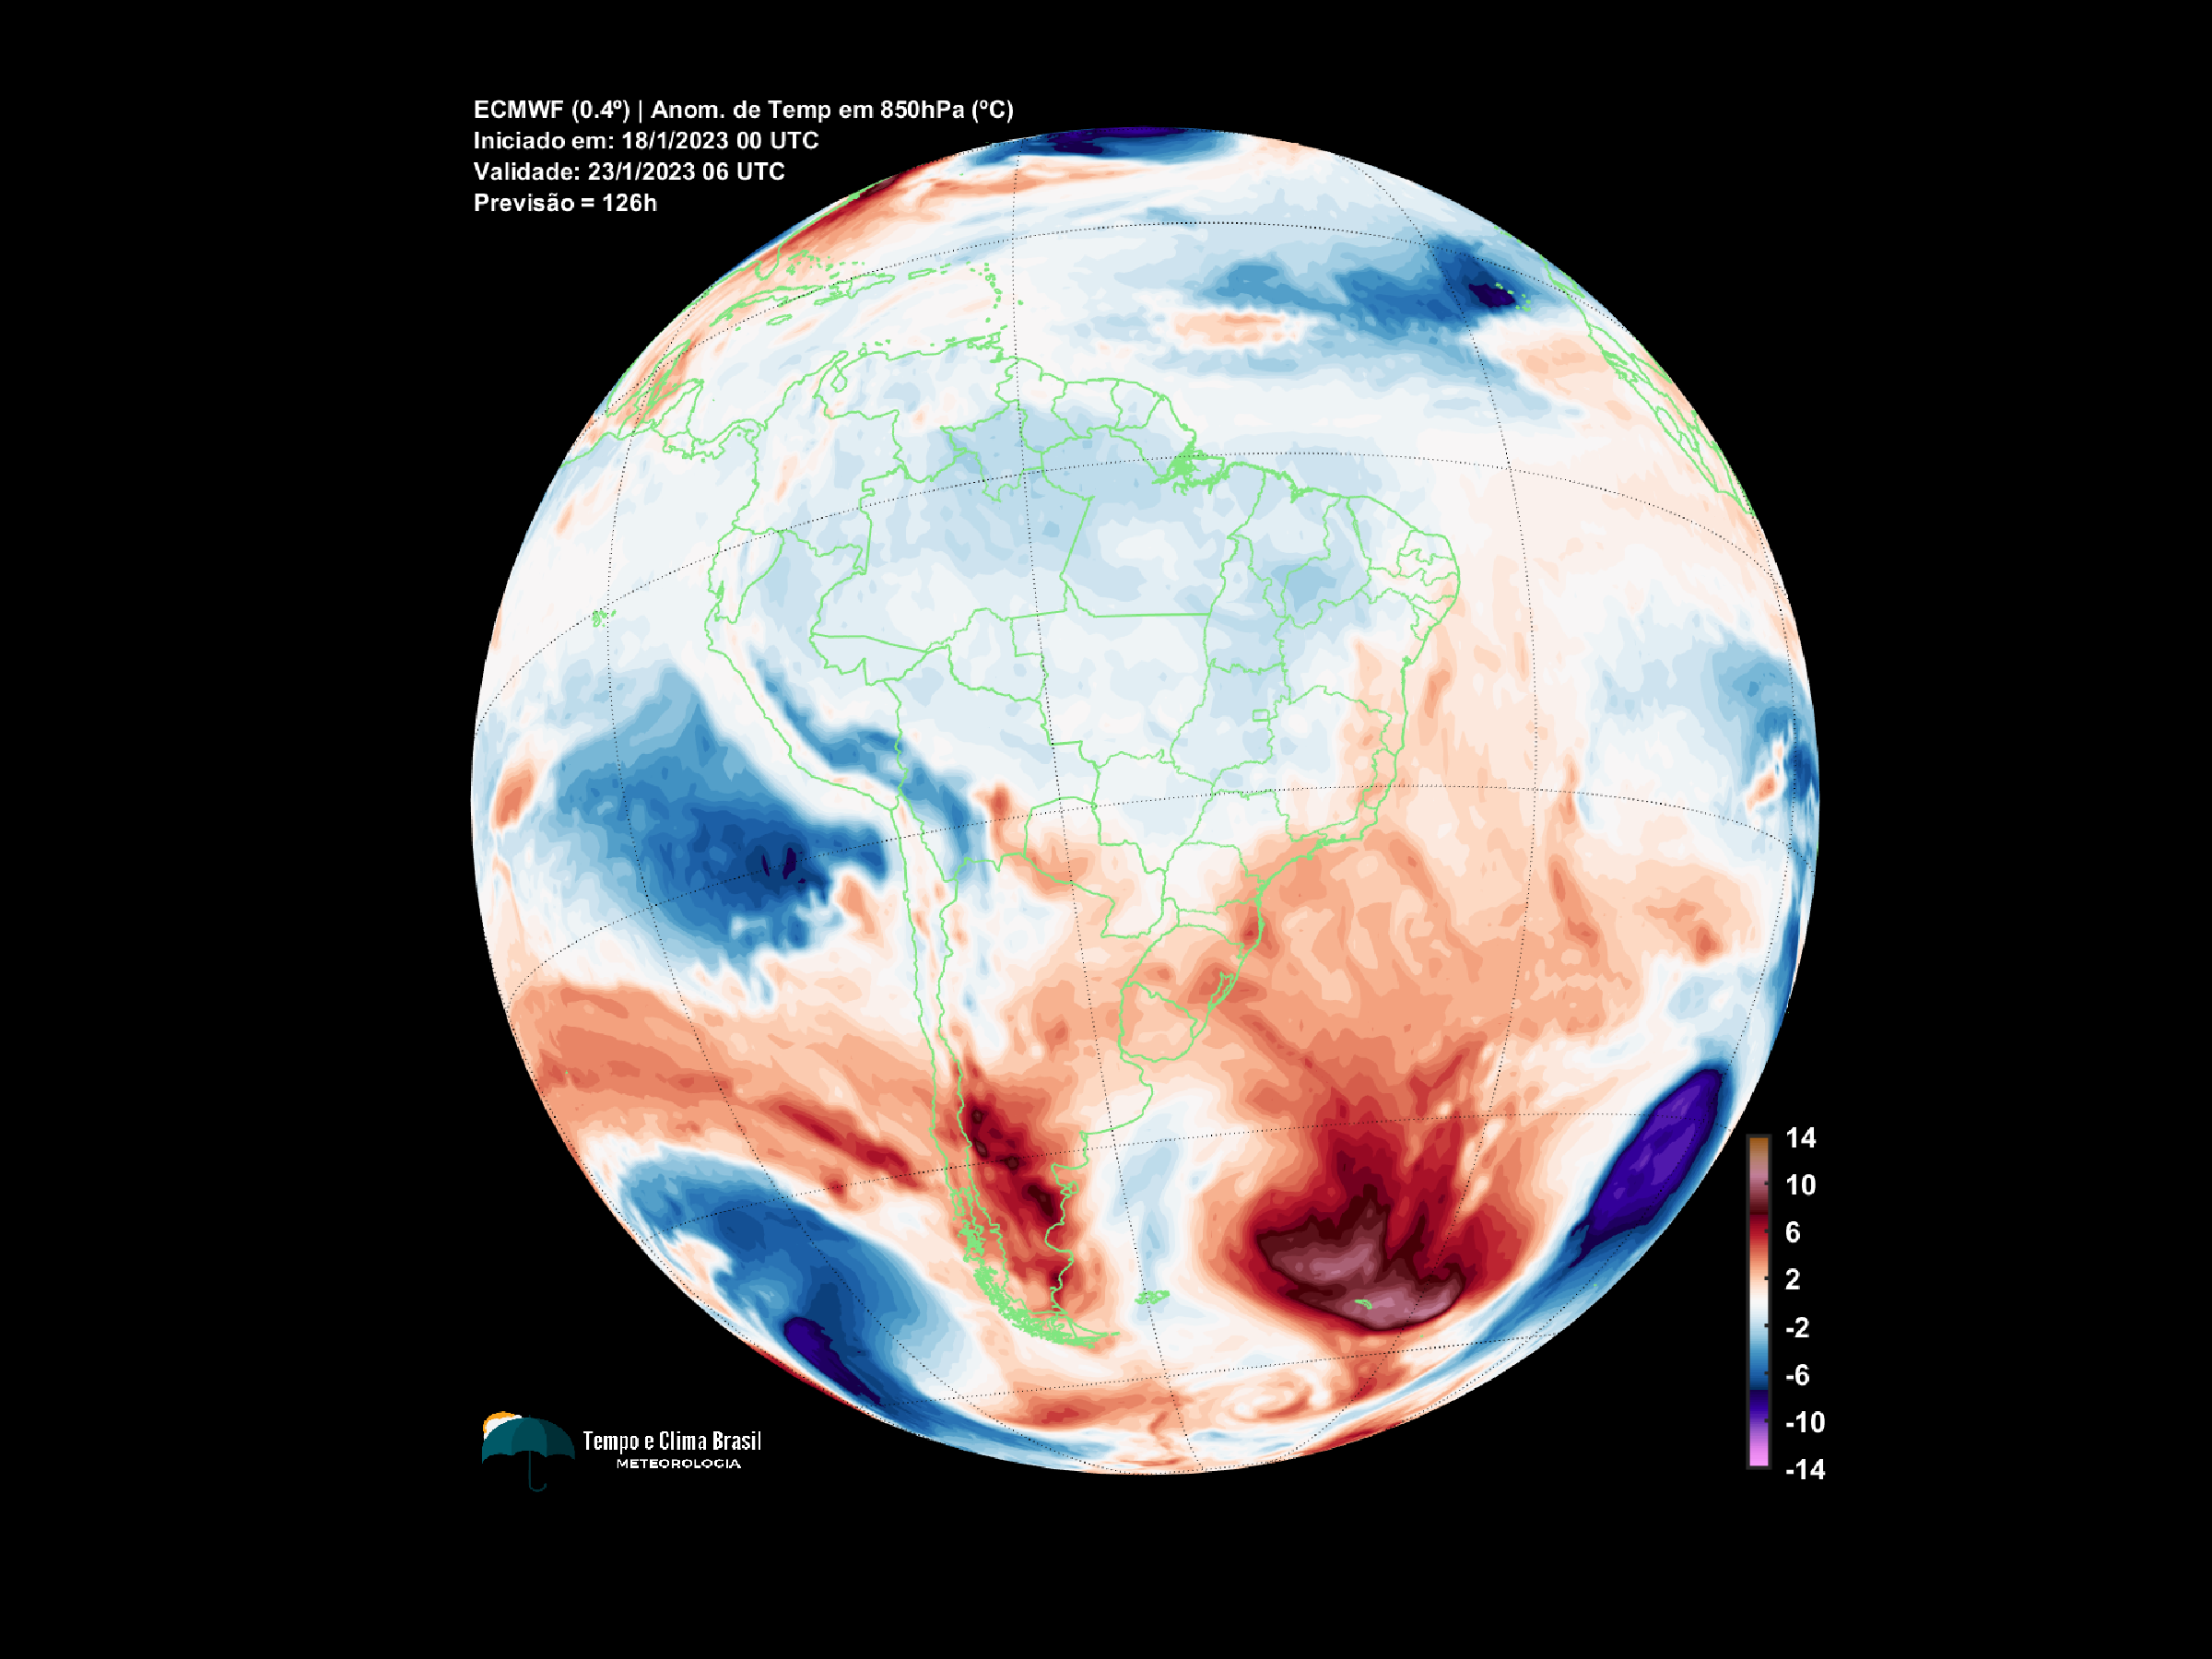 ECMWF (0.4º) | Anom. de Temp em 850hPa (ºC)
Iniciado em: 18/1/2023 00 UTC
Validade: 23/1/2023 06 UTC
Previsão = 126h
14
10
6
2
-2
-6
-10
-14
Tempo e Clima Brasil
METEOROLOGIA